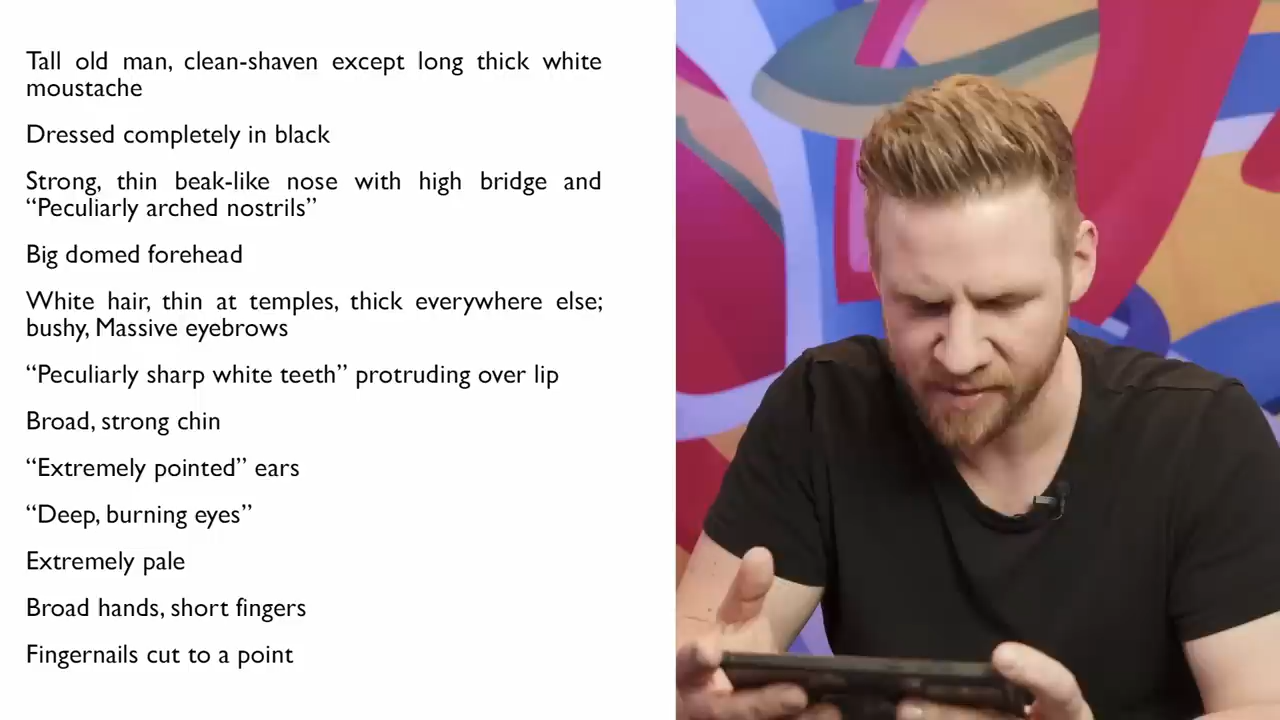 Tall old man, clean-shaven except long thick white
moustache
Dressed completely in black
Strong, thin beak-like nose with high bridge and
“Peculiarly arched nostrils”
Big domed forehead
White hair, thin at temples, thick everywhere else;
bushy, Massive eyebrows
“Peculiarly sharp white teeth” protruding over lip
Broad, strong chin
“Extremely pointed” ears
“Deep, burning eyes”
Extremely pale
Broad hands, short fingers
Fingernails cut to a point